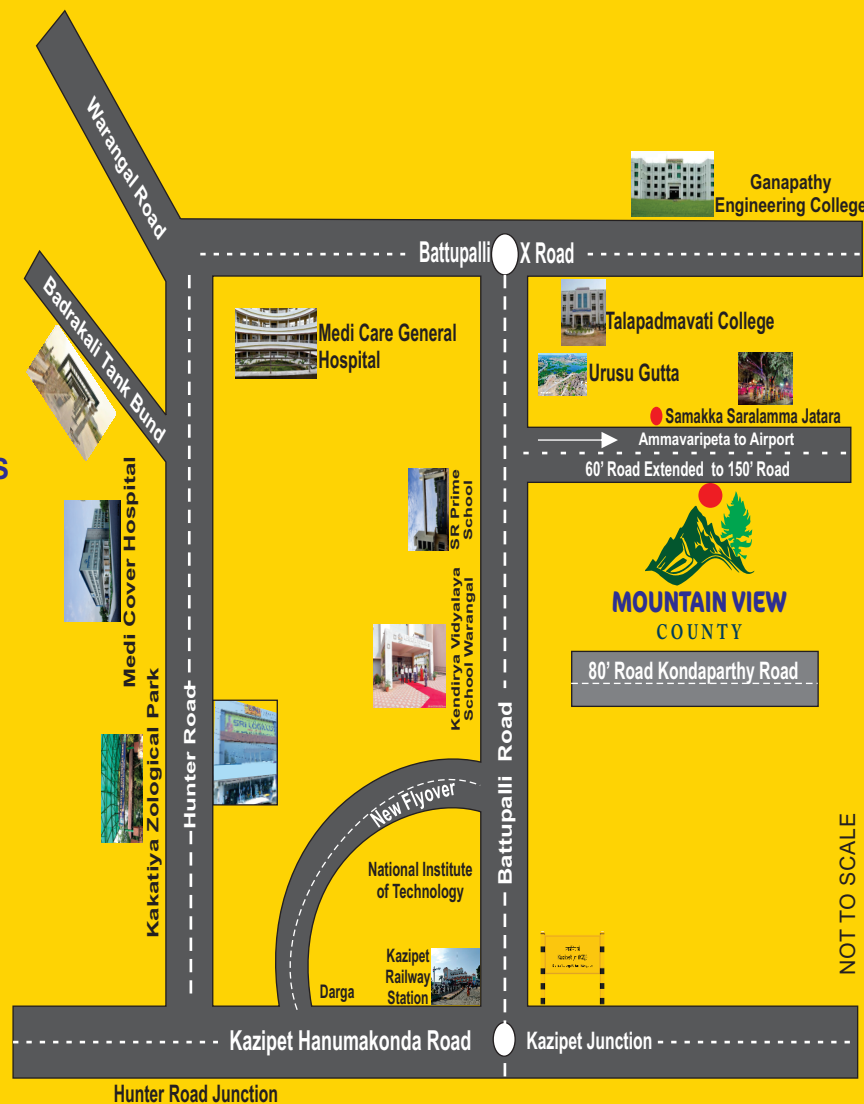 Warangal Road
Ganapathy
Engineering College
Battupalli X Road
Badrakali Tank Bund
Talapadmavati College
Medi Care General
Hospital
Urusu Gutta
Samakka Saralamma Jatara
Ammavaripeta to Airport
60' Road Extended to 150' Road
S
Medi Cover Hospital
SR Prime
School
MOUNTAIN VIEW
COUNTY
Kendirya Vidyalaya
School Warangal
80' Road Kondaparthy Road
Kakatiya Zological Park
Hunter Road
New Flyover
Battupalli Road
National Institute
of Technology
NOT TO SCALE
Kazipet
Railway
Station
Darga
Kazipet Hanumakonda Road
Kazipet Junction
Hunter Road Junction